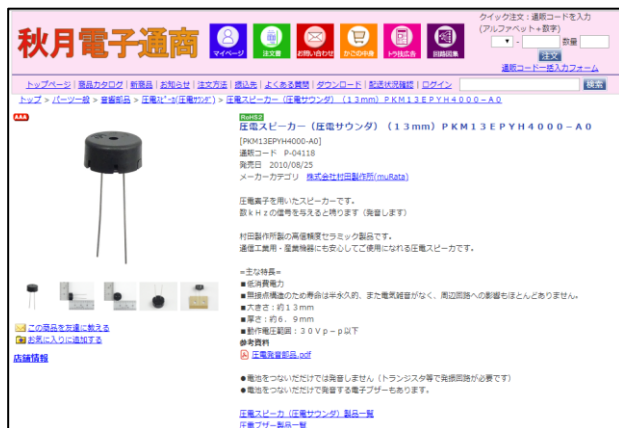 秋月電子通商
マイページ
注文書
お問い合わせ
かごの中身
トラ技広告
回路図集
クイック注文：通販コードを入力
(アルファベット＋数字)
-
数量
注文
通販コード一括入力フォーム
トップページ｜商品カタログ｜新商品｜お知らせ｜注文方法｜振込先｜よくある質問｜ダウンロード｜配送状況確認｜ログイン
検索
トップ > パーツ一般 > 音響部品 > 圧電ｽﾋﾟｰｶ(圧電ｻｳﾝﾀﾞ) > 圧電スピーカー（圧電サウンダ）（１３ｍｍ）ＰＫＭ１３ＥＰＹＨ４０００－Ａ０
AAA
RoHS2
圧電スピーカー（圧電サウンダ）（１３ｍｍ）ＰＫＭ１３ＥＰＹＨ４０００－Ａ０
[PKM13EPYH4000-A0]
通販コード P-04118
発売日 2010/08/25
メーカーカテゴリ 株式会社村田製作所(muRata)
圧電素子を用いたスピーカーです。
数ｋＨｚの信号を与えると鳴ります（発音します）
村田製作所製の高信頼度セラミック製品です。
通信工業用・産業機器にも安心してご使用になれる圧電スピーカです。
=主な特長=
■低消費電力
■無接点構造のため寿命は半永久的、また電気雑音がなく、周辺回路への影響もほとんどありません。
■大きさ：約１３ｍｍ
■厚さ：約６．９ｍｍ
■動作電圧範囲：３０Ｖｐ－ｐ以下
参考資料
圧電発音部品.pdf
この商品を友達に教える
お気に入りに追加する
店舗情報
●電池をつないだだけでは発音しません（トランジスタ等で発振回路が必要です）
●電池をつないだだけで発音する電子ブザーもあります。
圧電スピーカ（圧電サウンダ）製品一覧
圧電ブザー製品一覧